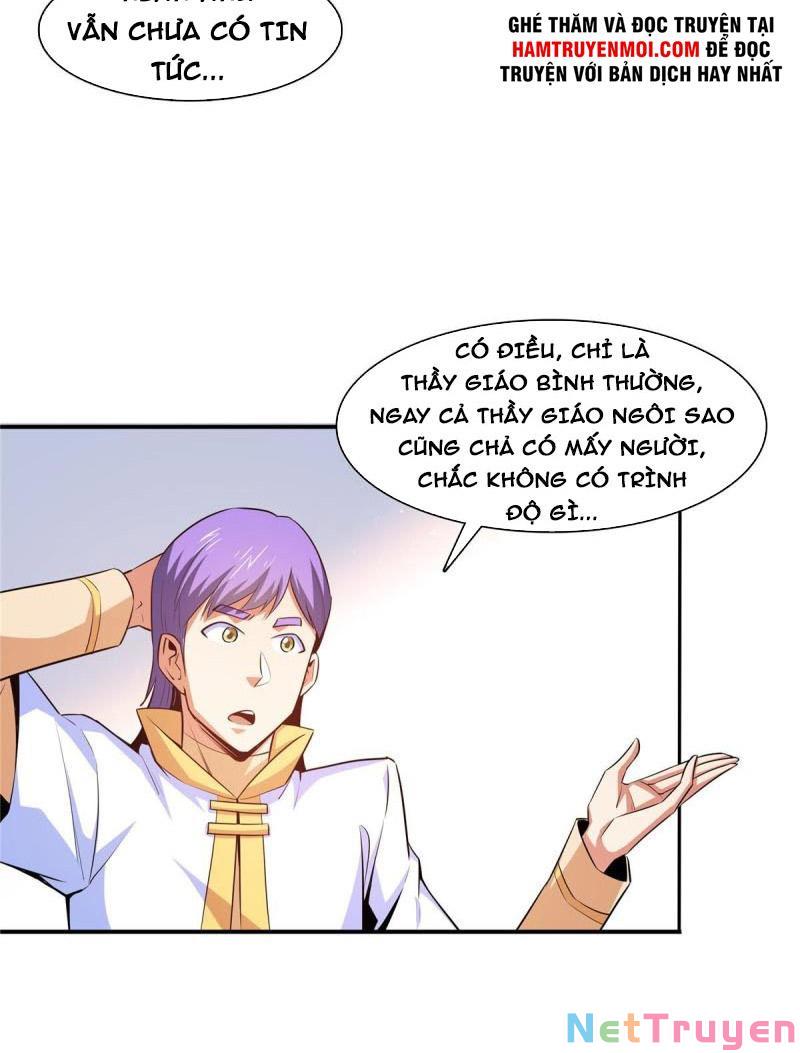 VẪN CHƯA CÓ TIN
TỨC...
GHÉ THĂM VÀ ĐỌC TRUYỆN TẠI
HAMTRUYENMOI.COM ĐỂ ĐỌC
TRUYỆN VỚI BẢN DỊCH HAY NHẤT
CÓ ĐIỀU, CHỈ LÀ
THẦY GIÁO BÌNH THƯỜNG,
NGAY CẢ THẦY GIÁO NGÔI SAO
CŨNG CHẢ CÓ MẤY NGƯỜI,
CHẮC KHÔNG CÓ TRÌNH
ĐỘ GÌ...
NetTruyen